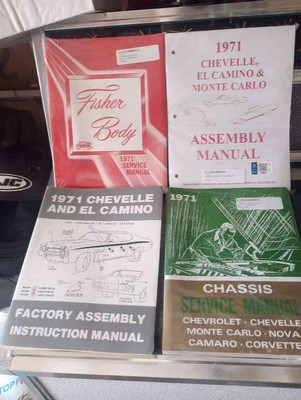 Fisher
Body
1971
SERVICE
MANUAL
1971
CHEVELLE,
EL CAMINO &
MONTE CARLO
ASSEMBLY
MANUAL
1971 CHEVELLE
AND EL CAMINO
FACTORY ASSEMBLY
INSTRUCTION MANUAL
1971
CHASSIS
SERVICE MANUAL
CHEVROLET · CHEVELLE
MONTE CARLO · NOVA
CAMARO · CORVETTE